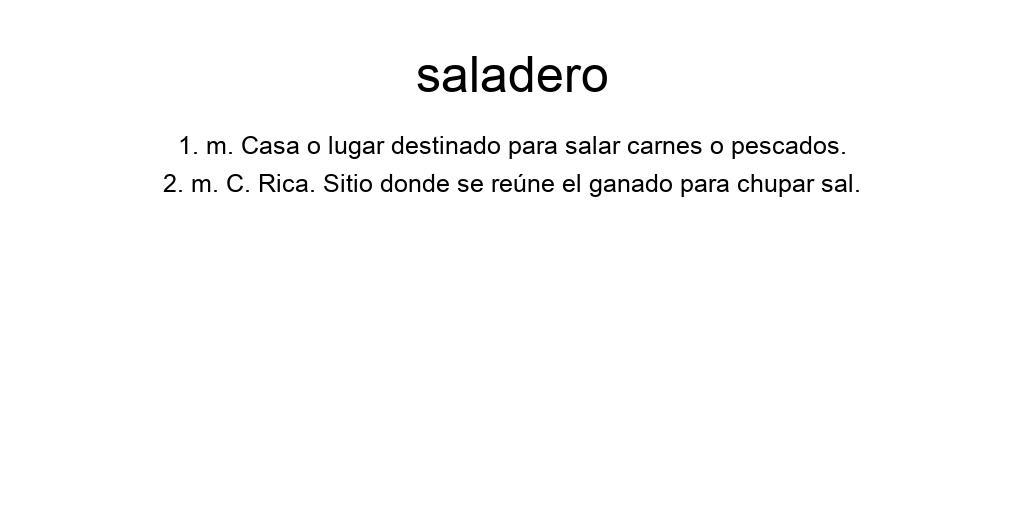 saladero
1. m. Casa o lugar destinado para salar carnes o pescados.
2. m. C. Rica. Sitio donde se reúne el ganado para chupar sal.